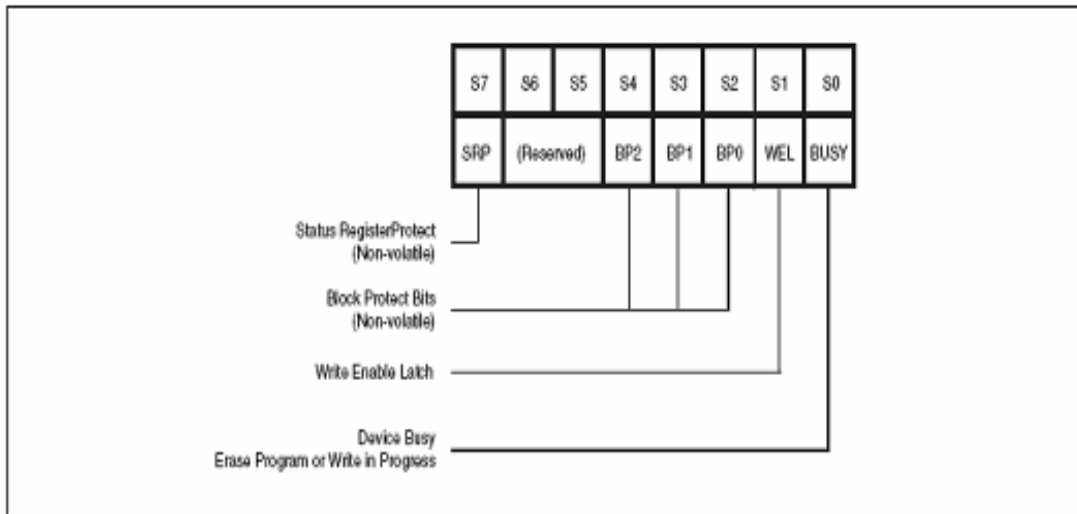 S7 S6 S5 S4 S3 S2 S1 S0
SRP (Reserved) BP2 BP1 BP0 WEL BUSY
Status RegisterProtect
(Non-volatile)
Block Protect Bits
(Non-volatile)
Write Enable Latch
Device Busy
Erase Program or Write in Progress